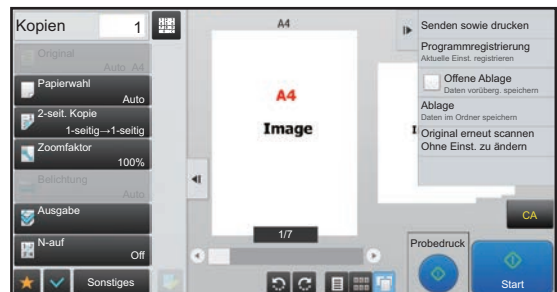 Kopien
1
Original
Auto A4
Papierwahl
Auto
2-seit. Kopie
1-seitig→1-seitig
Zoomfaktor
100%
Belichtung
Auto
Ausgabe
N-auf
Off
Sonstiges
A4
A4
Image
I
1/7
Senden sowie drucken
Programmregistrierung
Aktuelle Einst. registrieren
Offene Ablage
Daten vorüberg. speichern
Ablage
Daten im Ordner speichern
Original erneut scannen
Ohne Einst. zu ändern
CA
Probedruck
Start